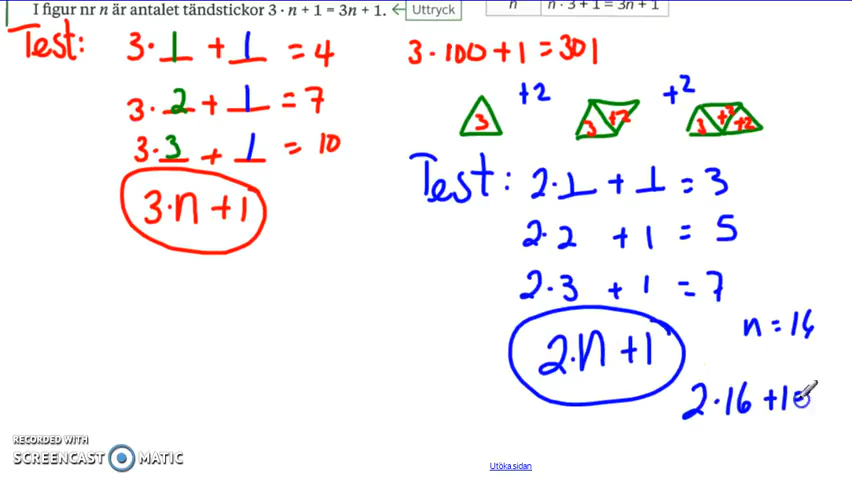 I figur nr n är antalet tändstickor 3 · n + 1 = 3n + 1. ← Uttryck
n n · 3 + 1 = 3n + 1
Test: 3·1 + 1 = 4
3·2 + 1 = 7
3·3 + 1 = 10
3·n + 1
3·100 + 1 = 301
+2 +2
3 3 +2 3 +2 +2
Test: 2·1 + 1 = 3
2·2 + 1 = 5
2·3 + 1 = 7
2·n + 1
n = 16
2·16 + 1 =
RECORDED WITH
SCREENCAST MATIC
Utöka sidan